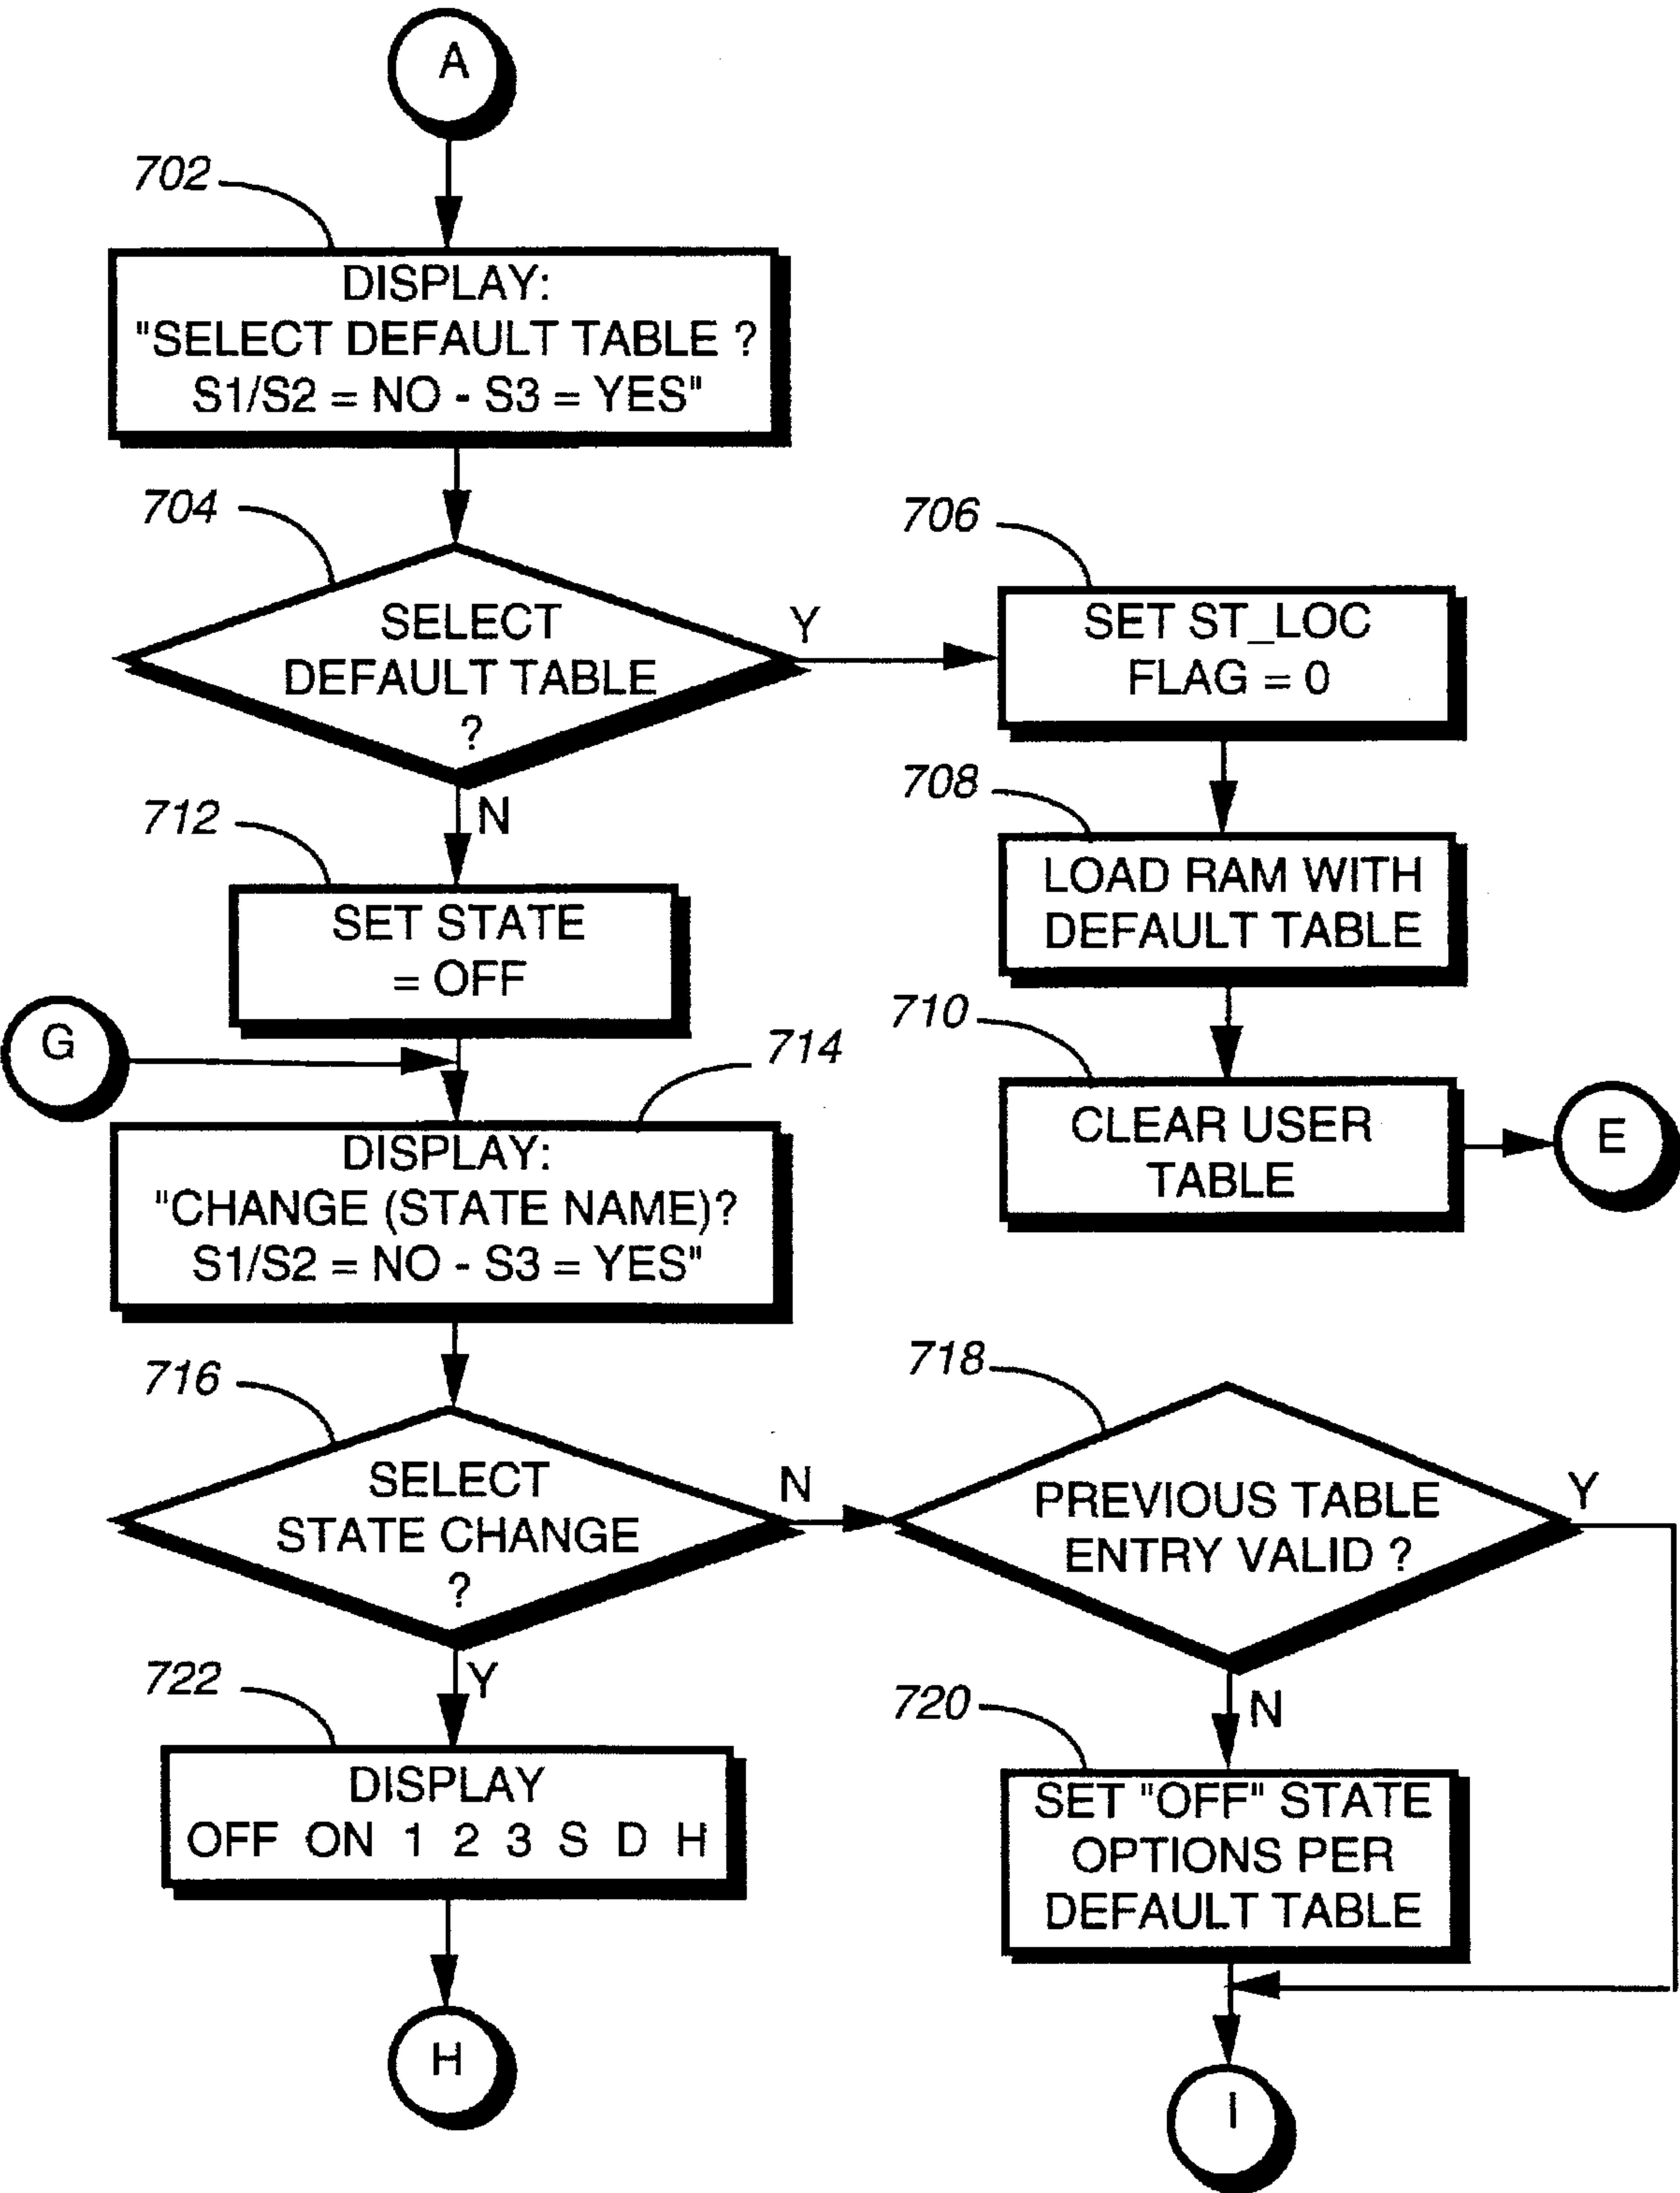 A
702
DISPLAY:
"SELECT DEFAULT TABLE ?
S1/S2 = NO - S3 = YES"
704
SELECT
DEFAULT TABLE
?
Y
N
706
SET ST_LOC
FLAG = 0
708
LOAD RAM WITH
DEFAULT TABLE
710
CLEAR USER
TABLE
E
712
SET STATE
= OFF
G
714
DISPLAY:
"CHANGE (STATE NAME)?
S1/S2 = NO - S3 = YES"
716
SELECT
STATE CHANGE
?
N
Y
718
PREVIOUS TABLE
ENTRY VALID ?
Y
N
720
SET "OFF" STATE
OPTIONS PER
DEFAULT TABLE
I
722
DISPLAY
OFF ON 1 2 3 S D H
H